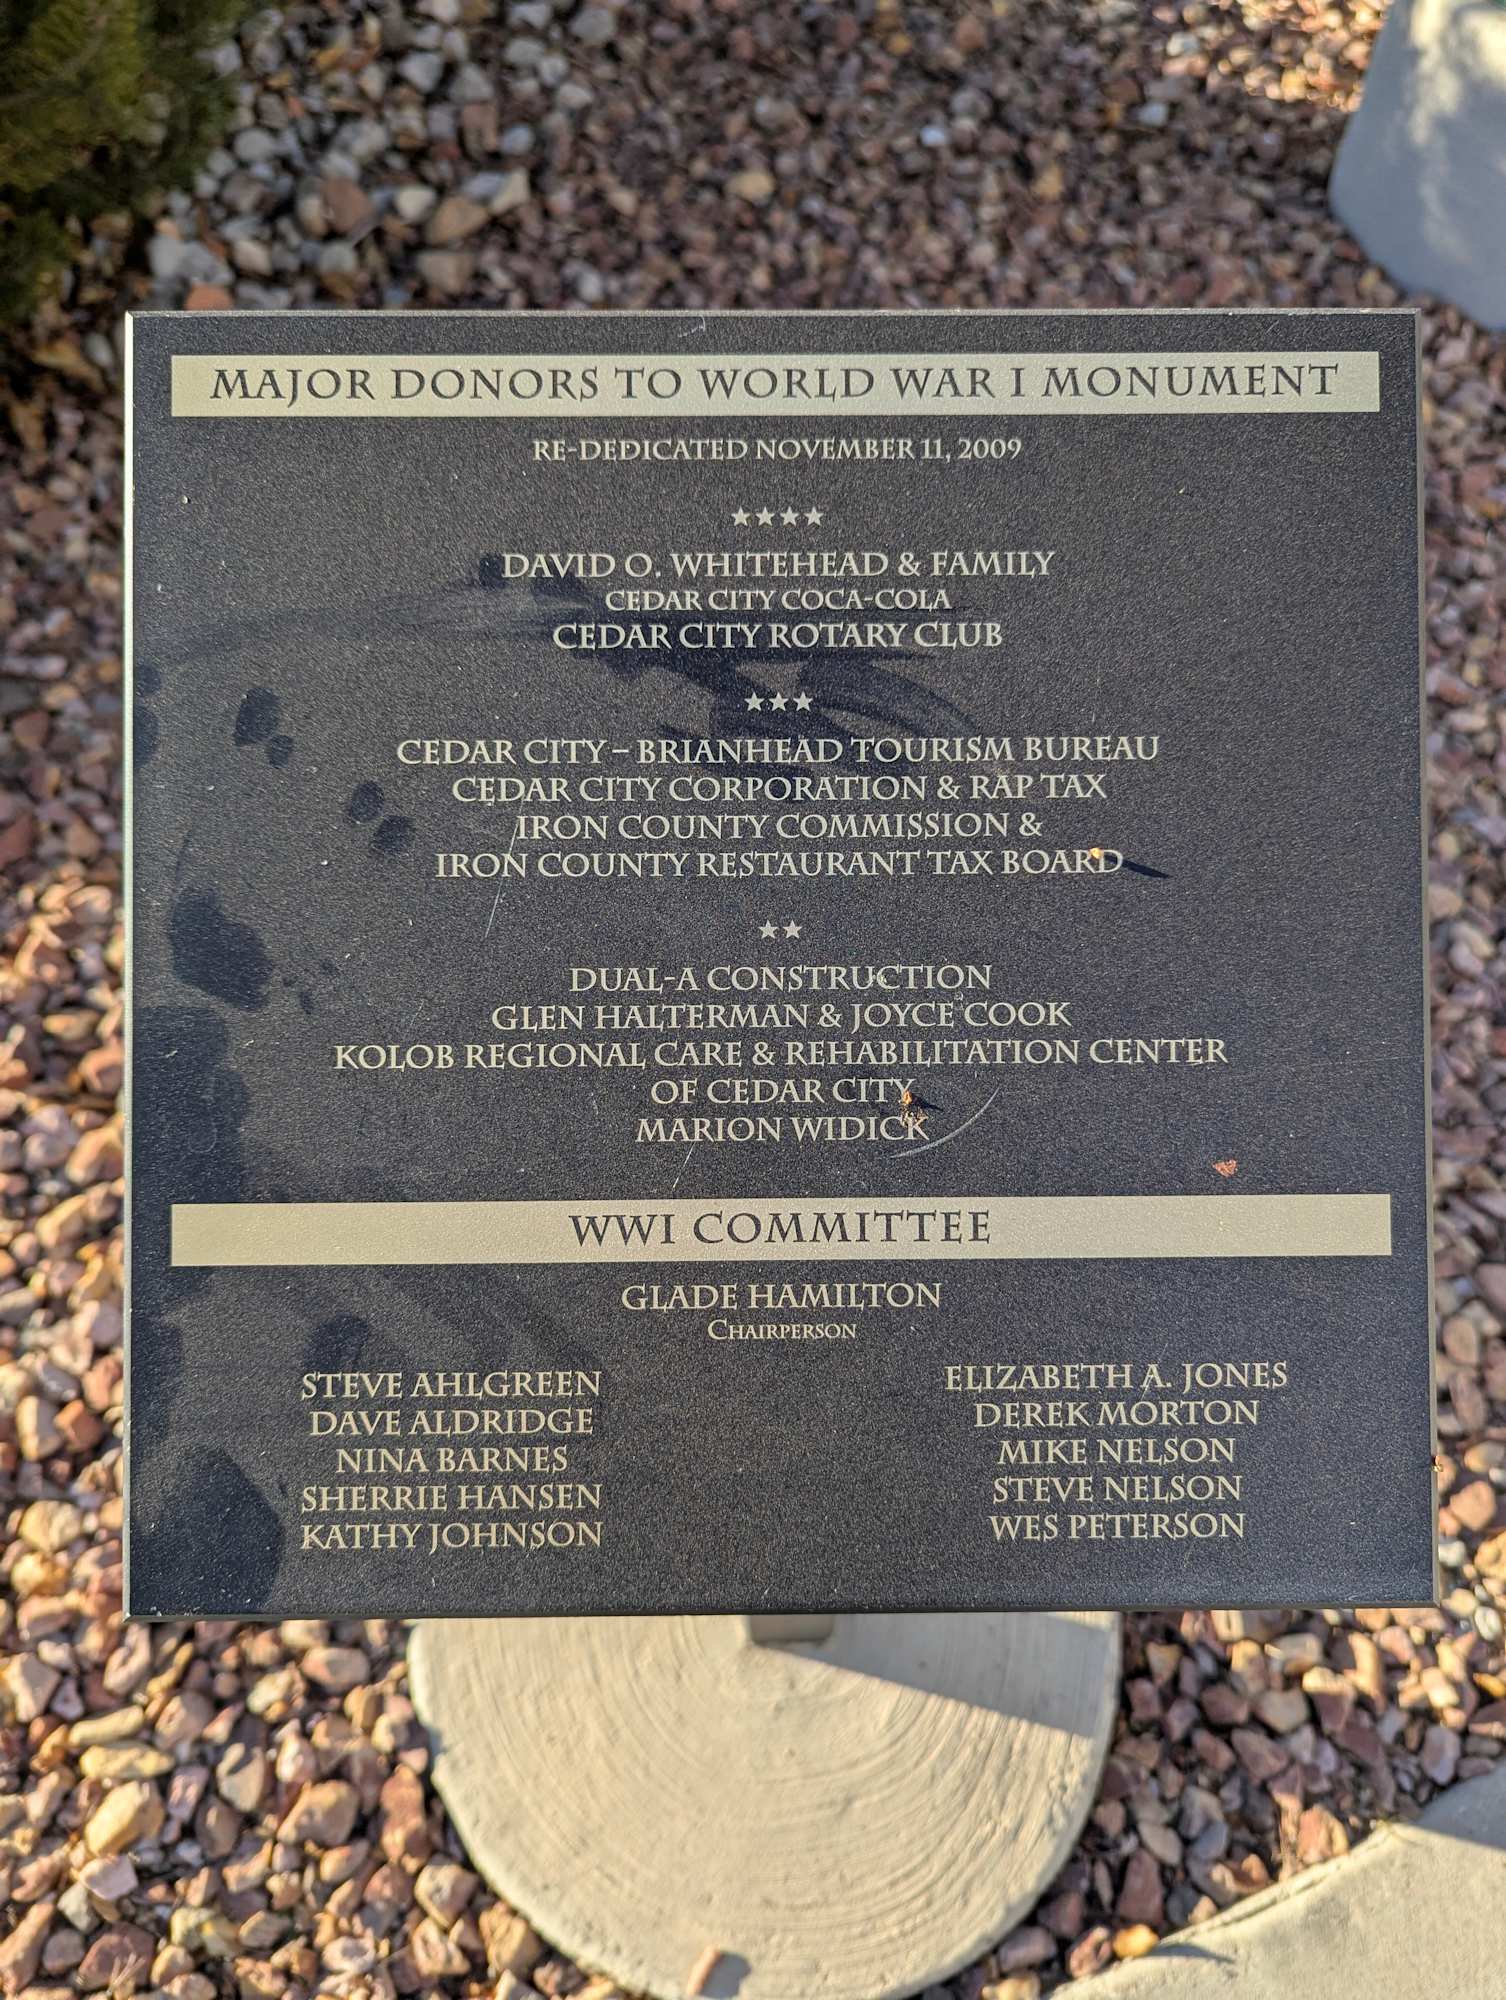 MAJOR DONORS TO WORLD WAR I MONUMENT
RE-DEDICATED NOVEMBER 11, 2009
★★★★
DAVID O. WHITEHEAD & FAMILY
CEDAR CITY COCA-COLA
CEDAR CITY ROTARY CLUB
★★★
CEDAR CITY – BRIANHEAD TOURISM BUREAU
CEDAR CITY CORPORATION & RAP TAX
IRON COUNTY COMMISSION &
IRON COUNTY RESTAURANT TAX BOARD
★★
DUAL-A CONSTRUCTION
GLEN HALTERMAN & JOYCE COOK
KOLOB REGIONAL CARE & REHABILITATION CENTER
OF CEDAR CITY
MARION WIDICK
WWI COMMITTEE
GLADE HAMILTON
CHAIRPERSON
STEVE AHLGREEN
DAVE ALDRIDGE
NINA BARNES
SHERRIE HANSEN
KATHY JOHNSON
ELIZABETH A. JONES
DEREK MORTON
MIKE NELSON
STEVE NELSON
WES PETERSON